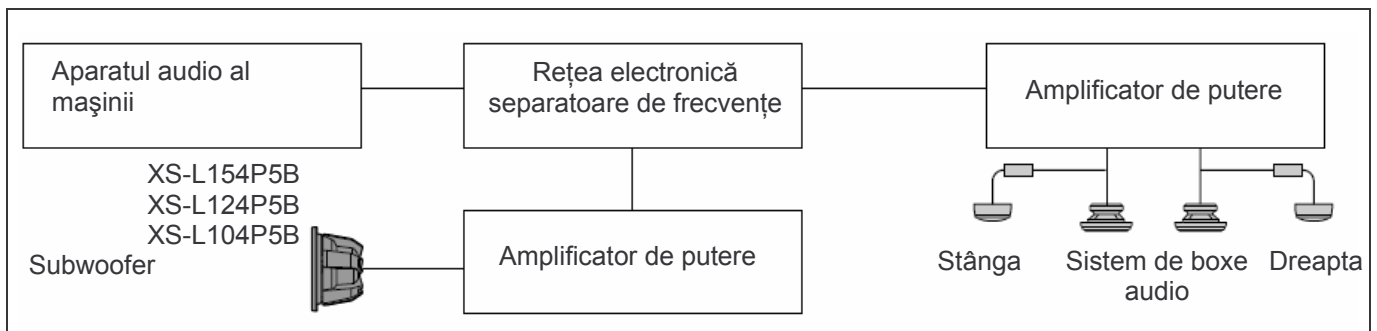 Aparatul audio al
maşinii
Rețea electronică
separatoare de frecvențe
Amplificator de putere
XS-L154P5B
XS-L124P5B
XS-L104P5B
Subwoofer
Amplificator de putere
Stânga
Sistem de boxe
audio
Dreapta